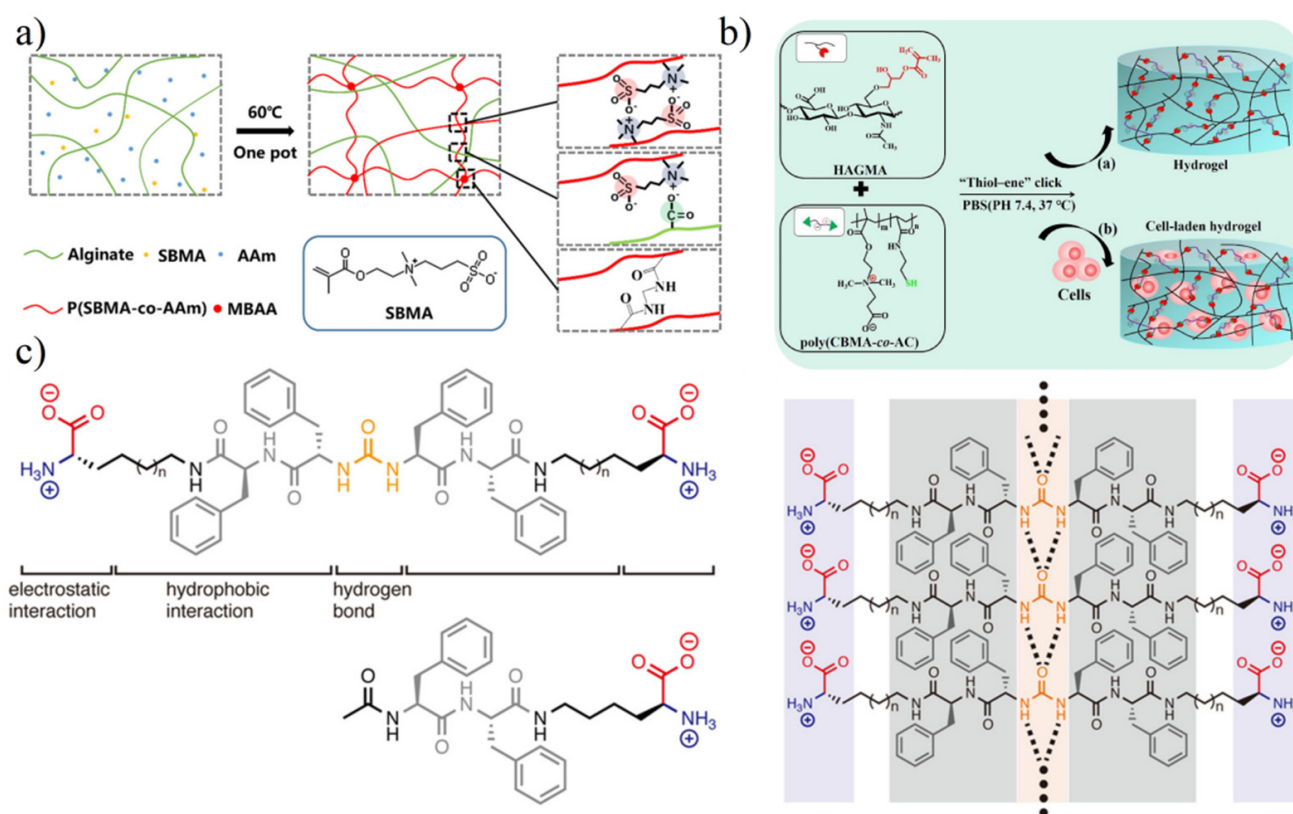 a)
60℃
One pot
Alginate
SBMA
AAm
P(SBMA-co-AAm)
MBAA
SBMA
b)
HAGMA
poly(CBMA-co-AC)
"Thiol–ene" click
PBS(PH 7.4, 37 ℃)
(a)
Hydrogel
(b)
Cell-laden hydrogel
Cells
c)
electrostatic
interaction
hydrophobic
interaction
hydrogen
bond